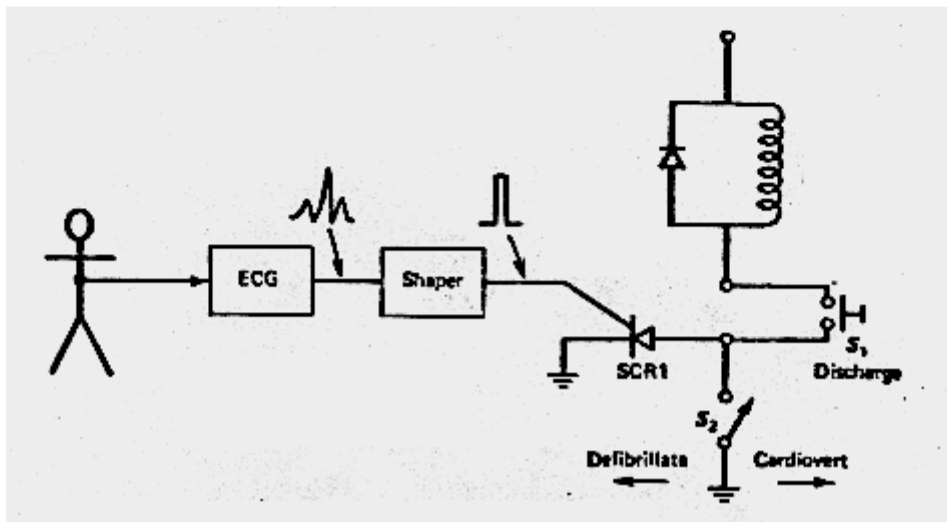 ECG
Shaper
SCR1
S1
Discharge
S2
Defibrillate
Cardiovert